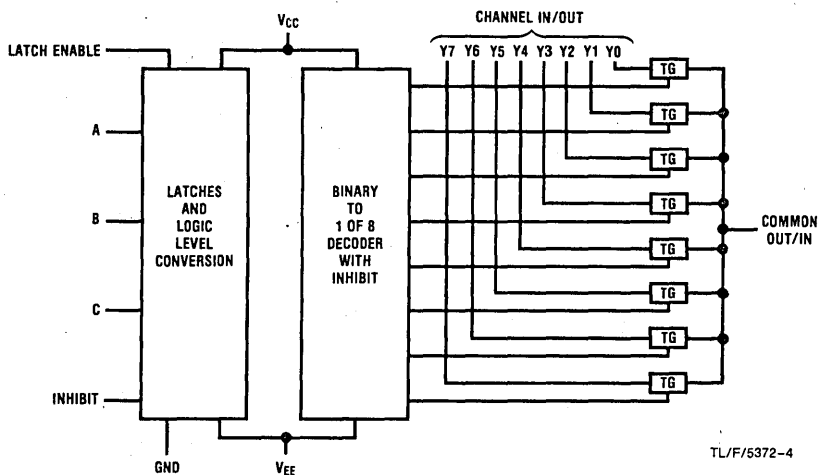 CHANNEL IN/OUT
VCC
LATCH ENABLE
Y7 Y6 Y5 Y4 Y3 Y2 Y1 Y0
TG
TG
A
TG
LATCHES
AND
LOGIC
LEVEL
CONVERSION
BINARY
TO
1 OF 8
DECODER
WITH
INHIBIT
TG
B
COMMON
OUT/IN
TG
TG
C
TG
TG
INHIBIT
GND
VEE
TL/F/5372-4